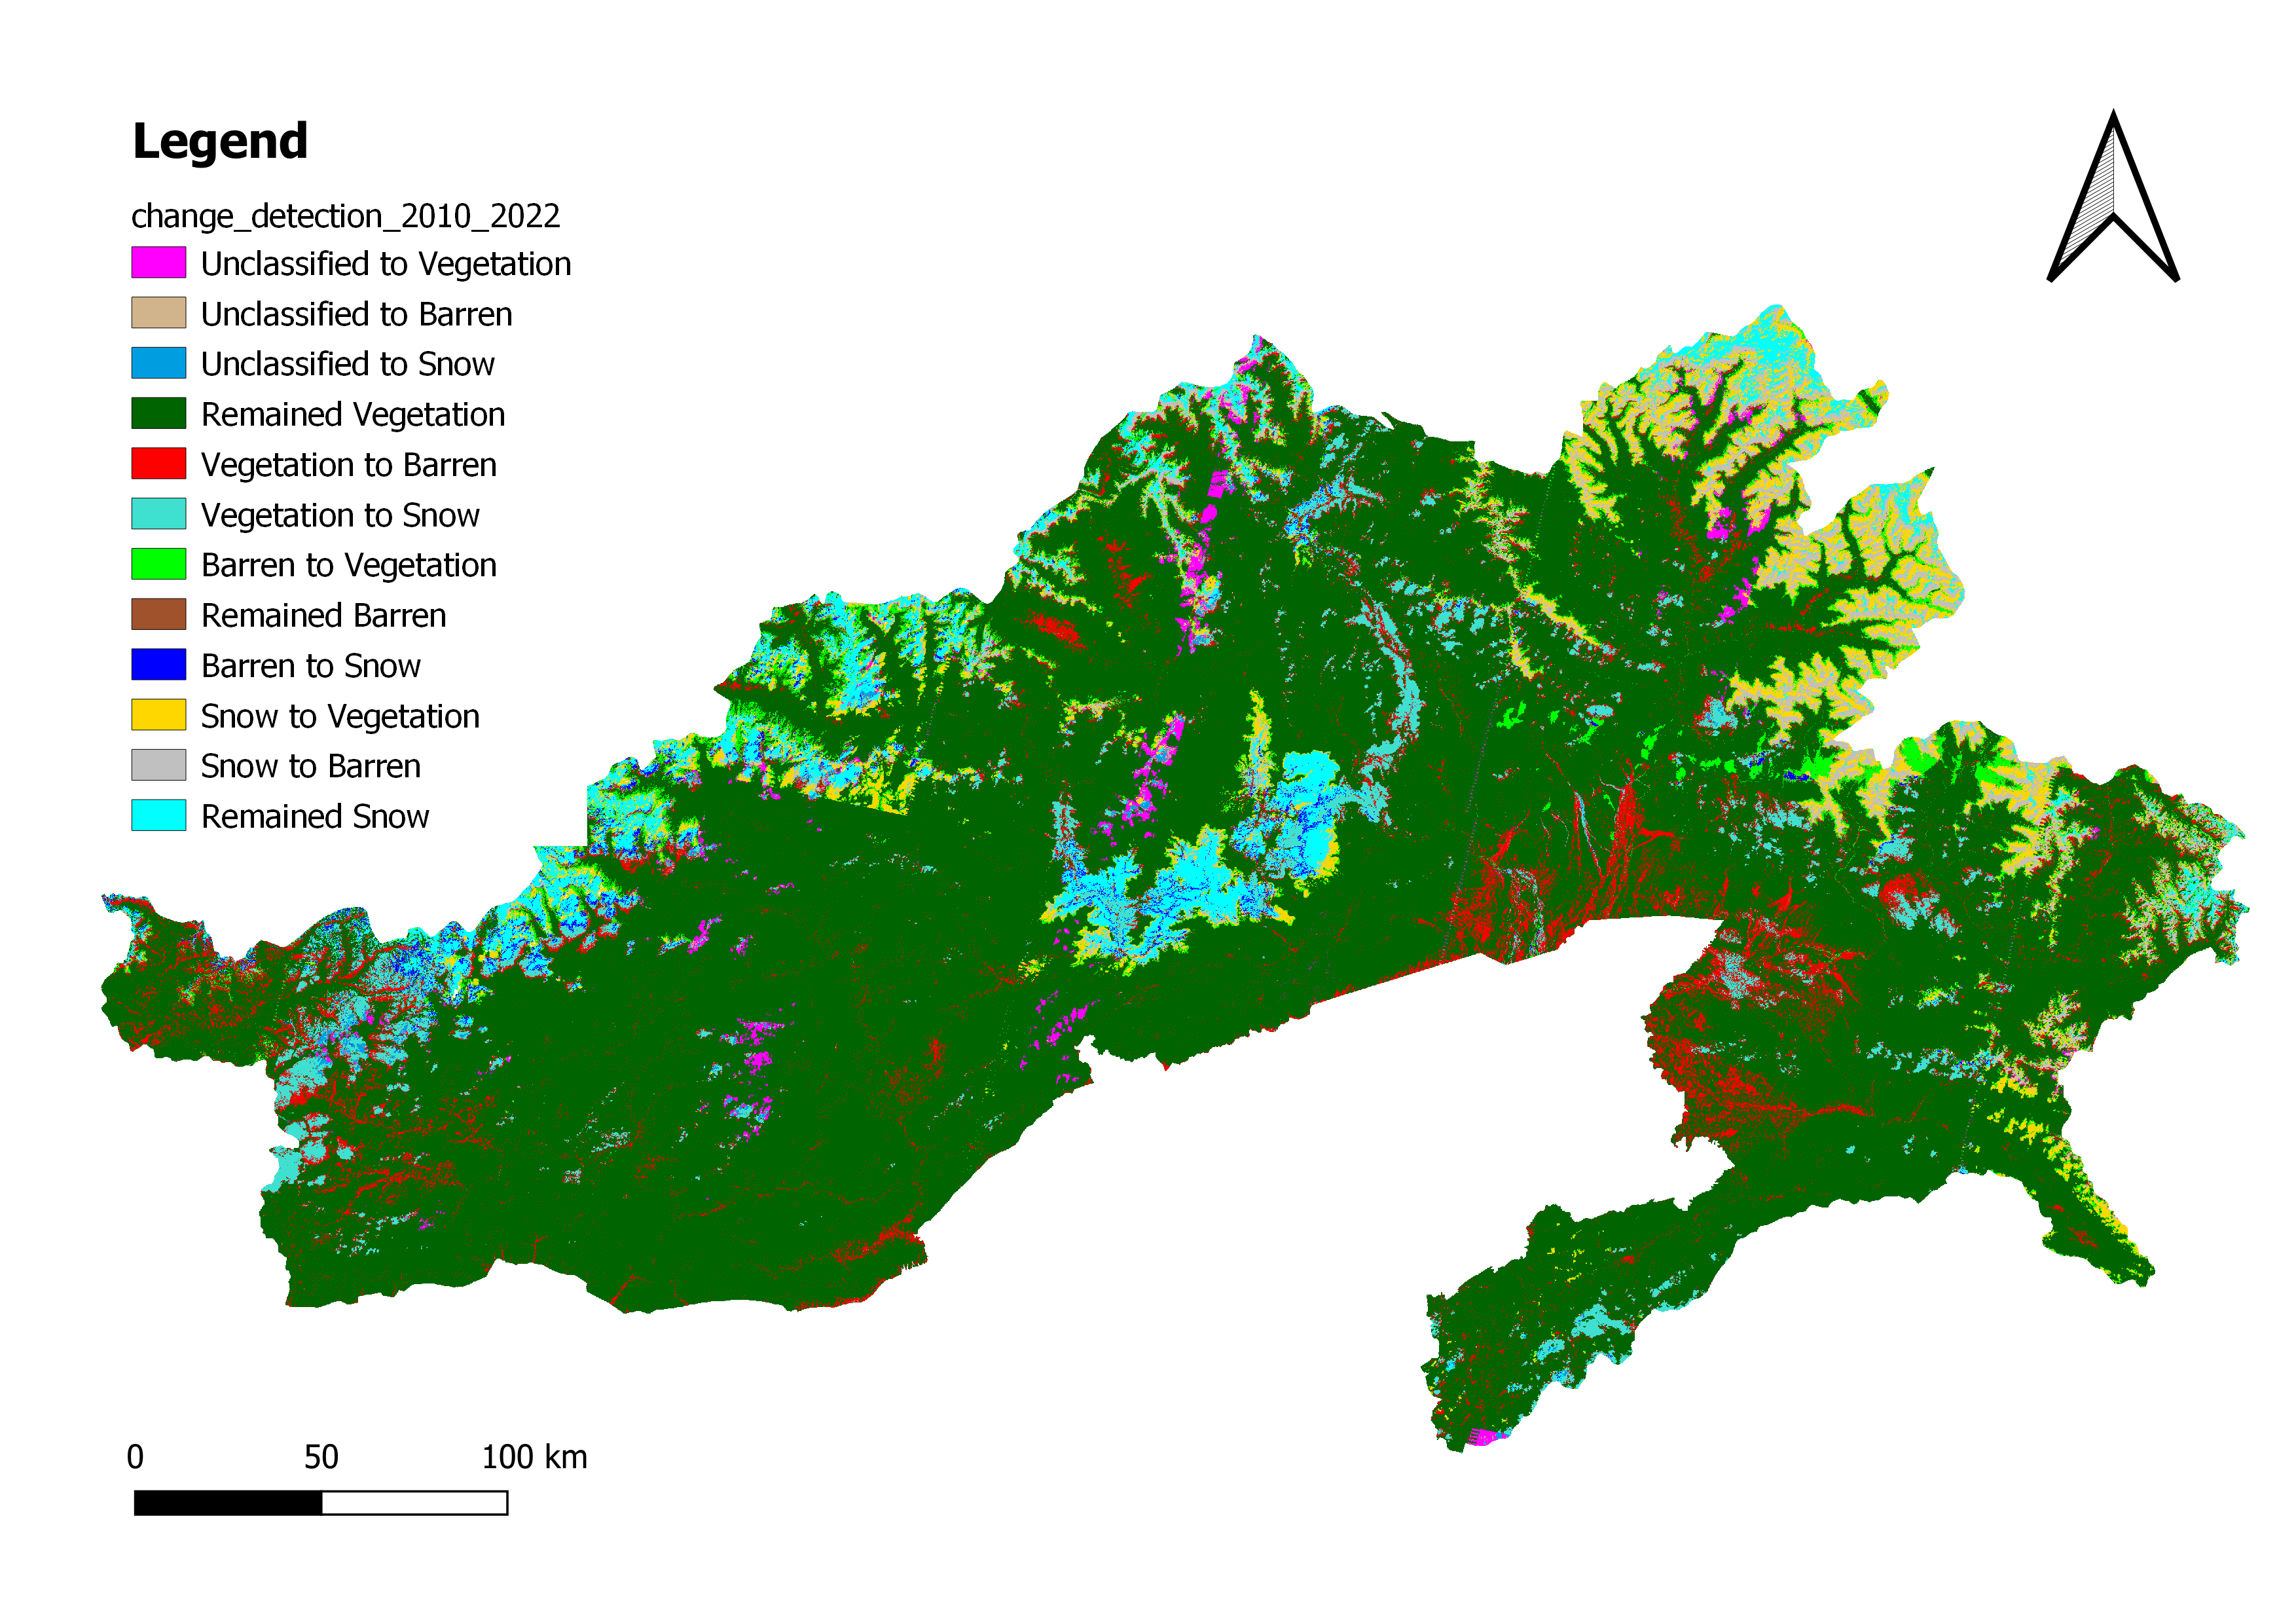 Legend
change_detection_2010_2022
Unclassified to Vegetation
Unclassified to Barren
Unclassified to Snow
Remained Vegetation
Vegetation to Barren
Vegetation to Snow
Barren to Vegetation
Remained Barren
Barren to Snow
Snow to Vegetation
Snow to Barren
Remained Snow
0 50 100 km